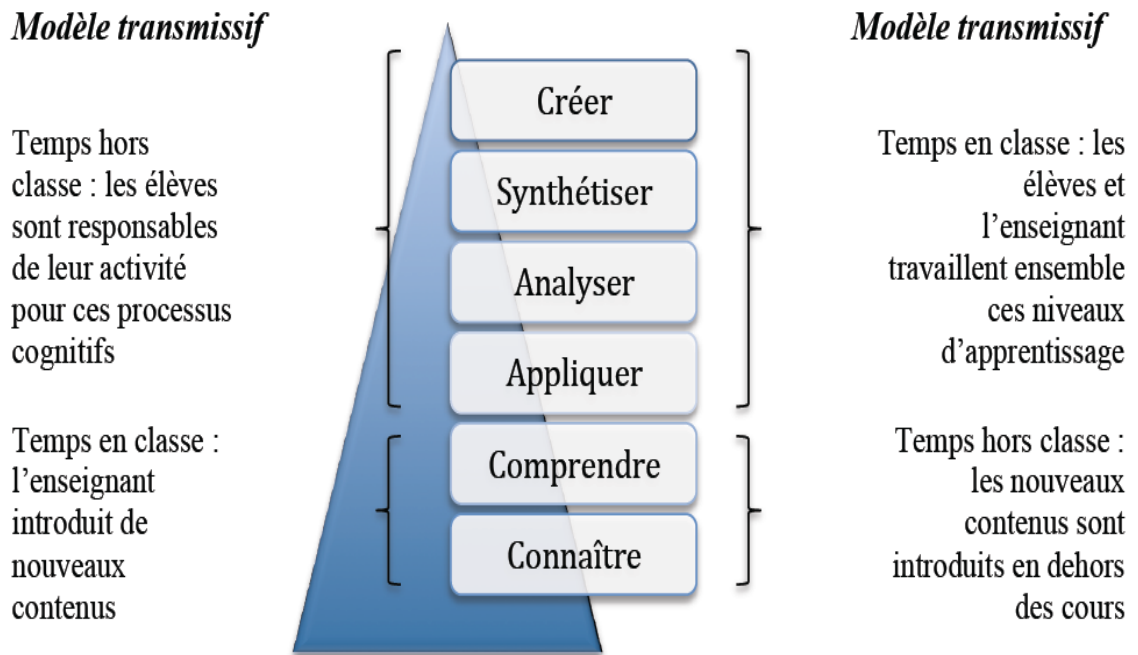 Modèle transmissif
Modèle transmissif
Temps hors
classe : les élèves
sont responsables
de leur activité
pour ces processus
cognitifs
Temps en classe :
l’enseignant
introduit de
nouveaux
contenus
Créer
Synthétiser
Analyser
Appliquer
Comprendre
Connaître
Temps en classe : les
élèves et
l’enseignant
travaillent ensemble
ces niveaux
d’apprentissage
Temps hors classe :
les nouveaux
contenus sont
introduits en dehors
des cours